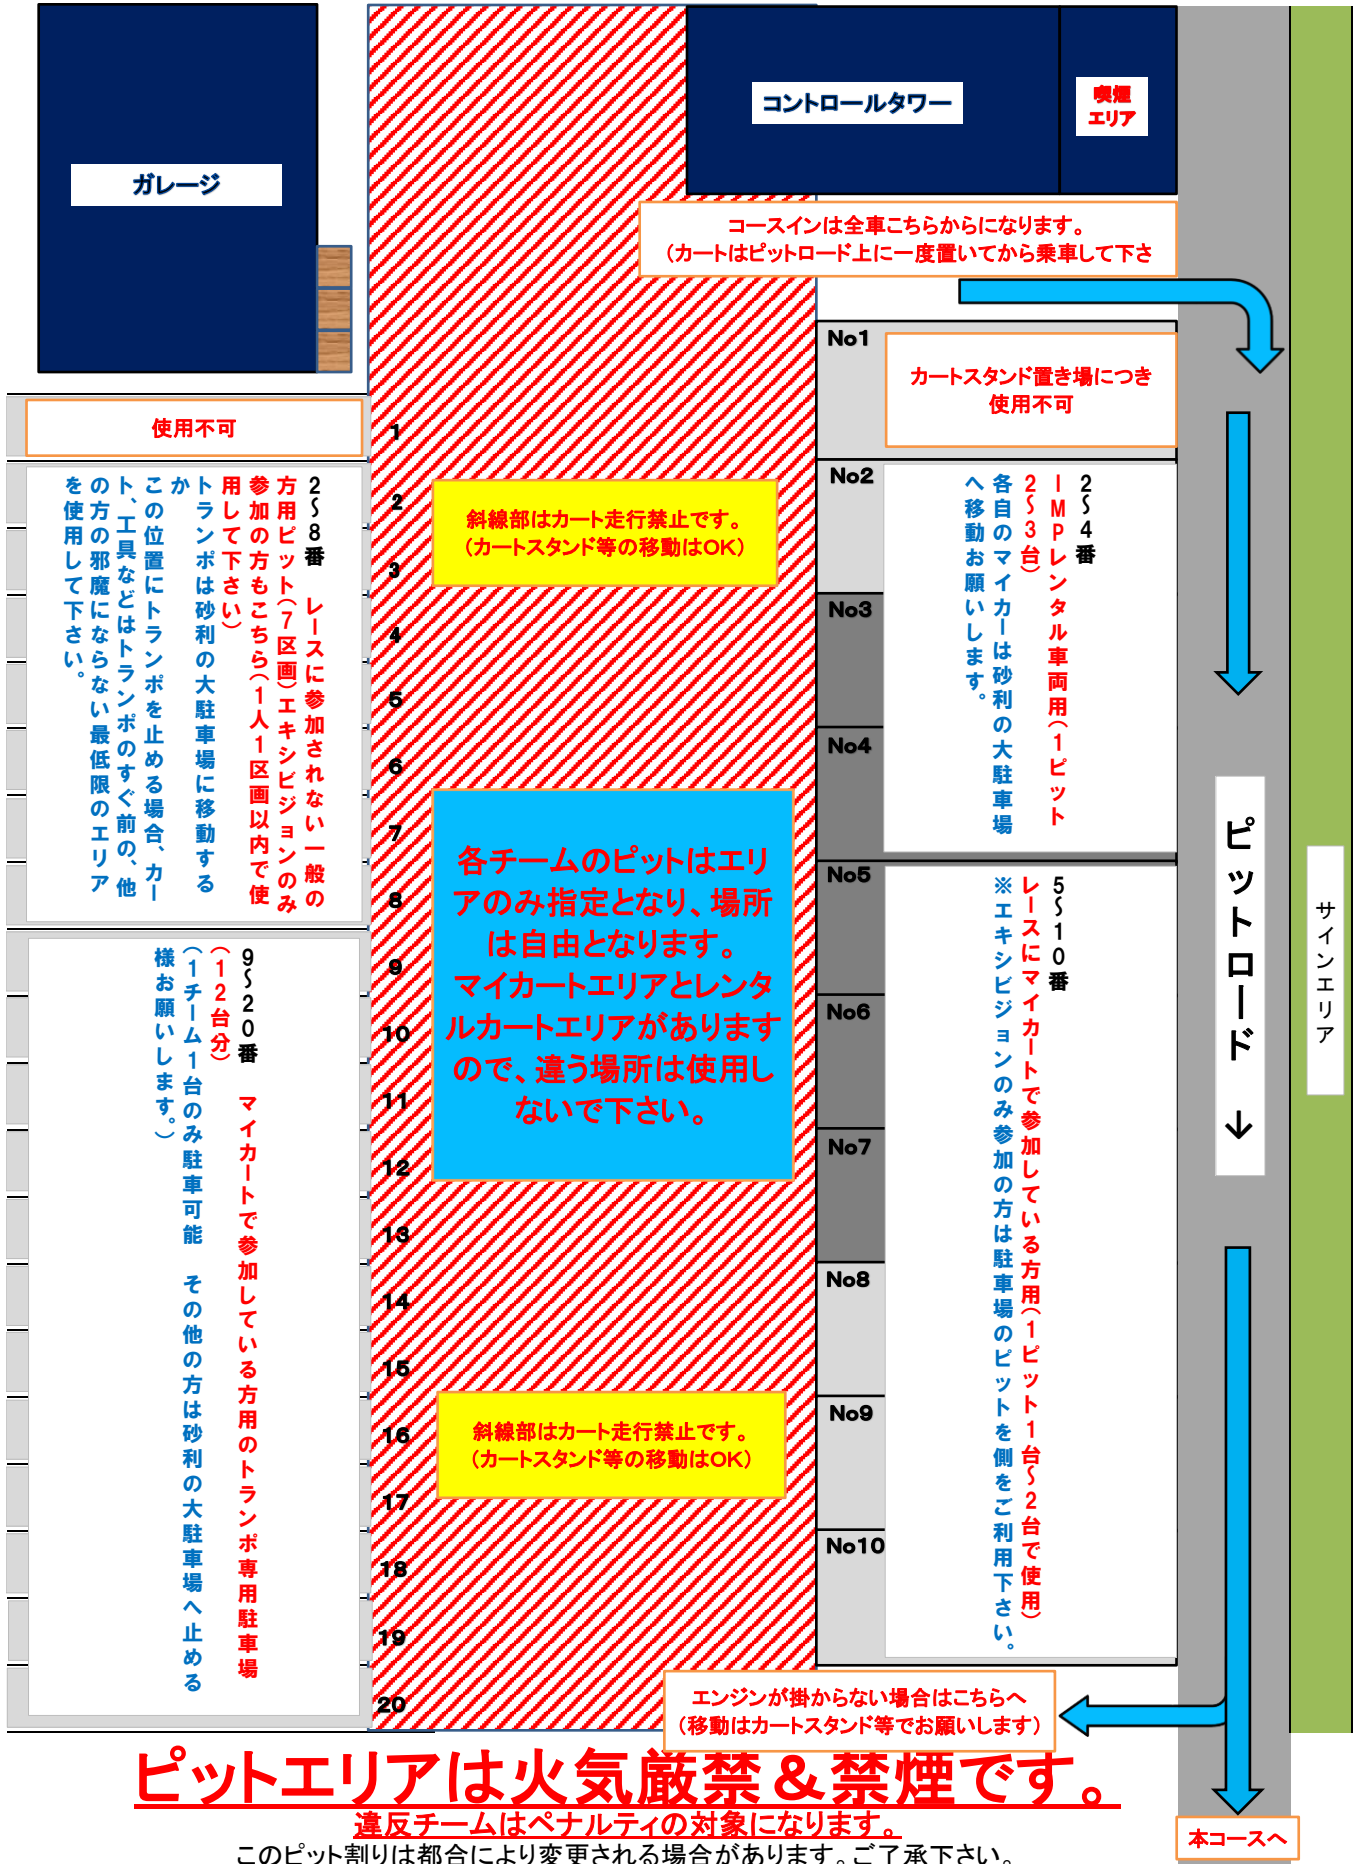 コントロールタワー
喫煙
エリア
ガレージ
コースインは全車こちらからになります。
(カートはピットロード上に一度置いてから乗車して下さ
No1
カートスタンド置き場につき
使用不可
使用不可
1
2
3
4
5
6
7
8
9
10
11
12
13
14
15
16
17
18
19
20
2～8番　レースに参加されない一般の
方用ピット(7区画)エキシビジョンのみ
参加の方もこちら(1人1区画以内で使
用して下さい)
トランポは砂利の大駐車場に移動する
か
この位置にトランポを止める場合、カー
ト、工具などはトランポのすぐ前の、他
の方の邪魔にならない最低限のエリア
を使用して下さい。
斜線部はカート走行禁止です。
(カートスタンド等の移動はOK)
No2
No3
No4
2～4番
IMPレンタル車両用(1ピット
2～3台)
各自のマイカーは砂利の大駐車場
へ移動お願いします。
各チームのピットはエリ
アのみ指定となり、場所
は自由となります。
マイカートエリアとレンタ
ルカートエリアがあります
ので、違う場所は使用し
ないで下さい。
No5
No6
No7
No8
No9
No10
5～10番
レースにマイカートで参加している方用(1ピット1台～2台で使用)
※エキシビジョンのみ参加の方は駐車場のピットを側をご利用下さい。
ピットロード ↓
サインエリア
9～20番　マイカートで参加している方用のトランポ専用駐車場
(12台分)
(1チーム1台のみ駐車可能　その他の方は砂利の大駐車場へ止める
様お願いします。)
斜線部はカート走行禁止です。
(カートスタンド等の移動はOK)
エンジンが掛からない場合はこちらへ
(移動はカートスタンド等でお願いします)
ピットエリアは火気厳禁＆禁煙です。
違反チームはペナルティの対象になります。
本コースへ
このピット割りは都合により変更される場合があります。ご了承下さい。